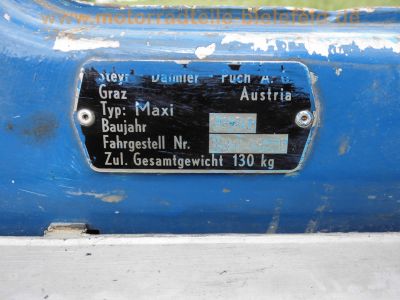 www.motorradteile-bielefeld.de
Steyr Daimler Puch A.G.
Graz Austria
Typ: Maxi
Baujahr
Fahrgestell Nr.
Zul. Gesamtgewicht 130 kg